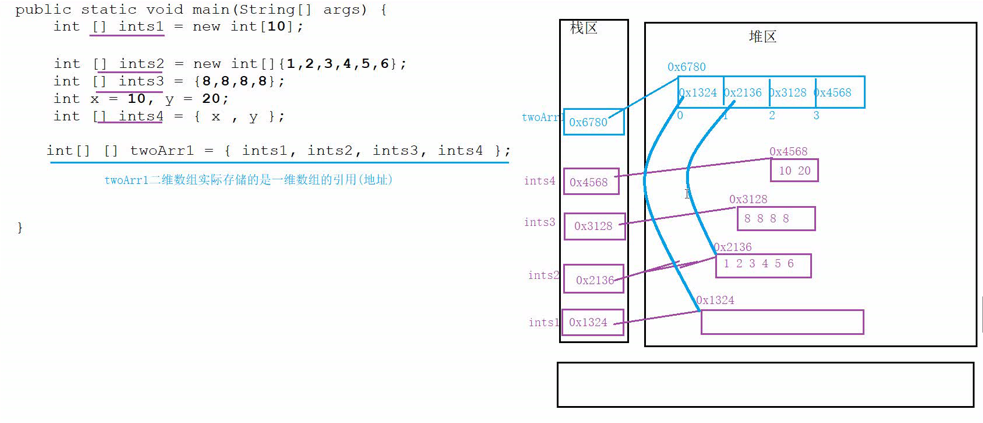 public static void main(String[] args) {
int [] ints1 = new int[10];
int [] ints2 = new int[]{1,2,3,4,5,6};
int [] ints3 = {8,8,8,8};
int x = 10, y = 20;
int [] ints4 = { x , y };
int[] [] twoArr1 = { ints1, ints2, ints3, ints4 };
twoArr1二维数组实际存储的是一维数组的引用(地址)
}
栈区
堆区
0x6780
0x1324 0x2136 0x3128 0x4568
0 1 2 3
twoArr1
0x6780
0x4568
10 20
ints4
0x4568
0x3128
8 8 8 8
ints3
0x3128
0x2136
1 2 3 4 5 6
ints2
0x2136
0x1324
ints1
0x1324